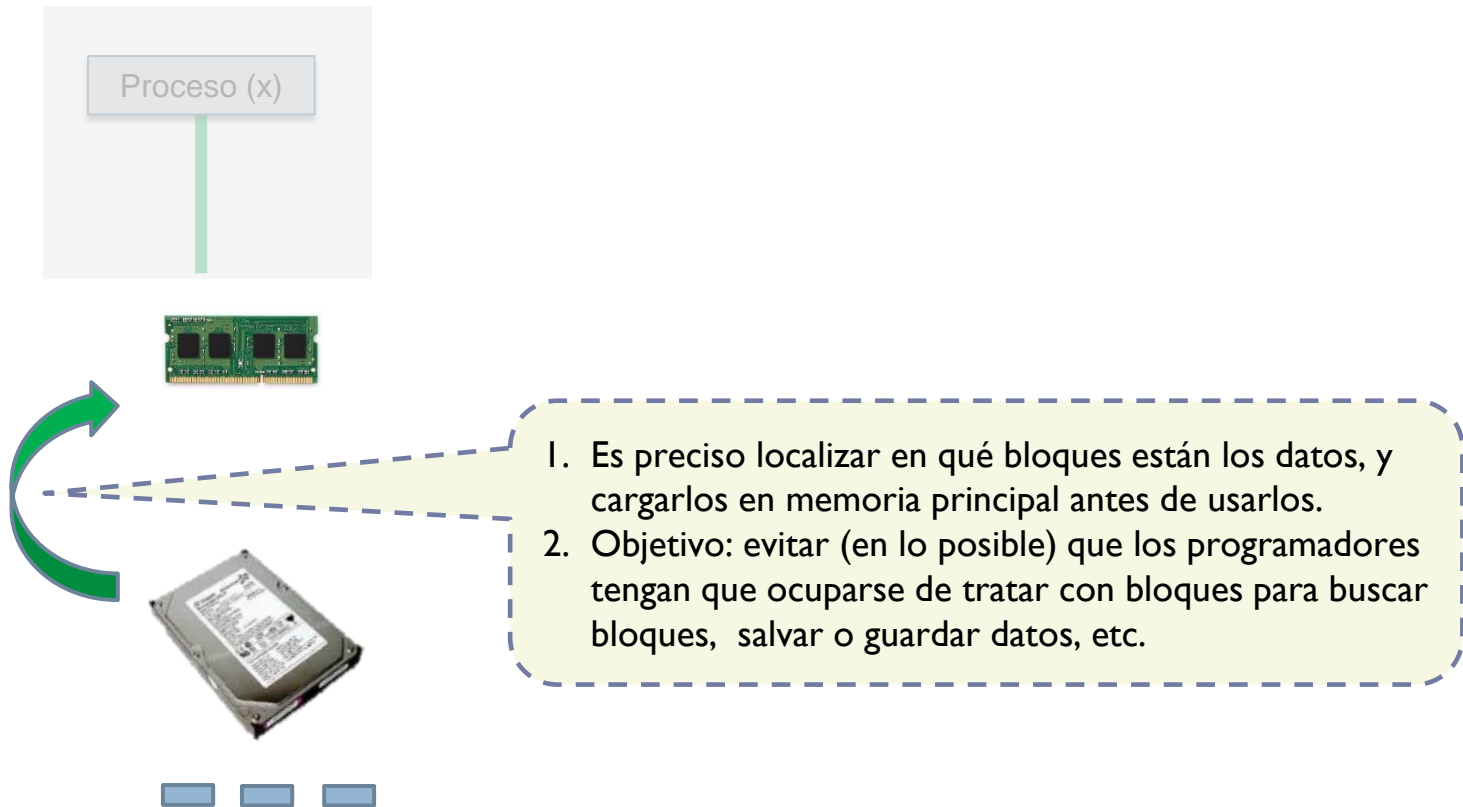 Proceso (x)
1. Es preciso localizar en qué bloques están los datos, y
cargarlos en memoria principal antes de usarlos.
2. Objetivo: evitar (en lo posible) que los programadores
tengan que ocuparse de tratar con bloques para buscar
bloques, salvar o guardar datos, etc.